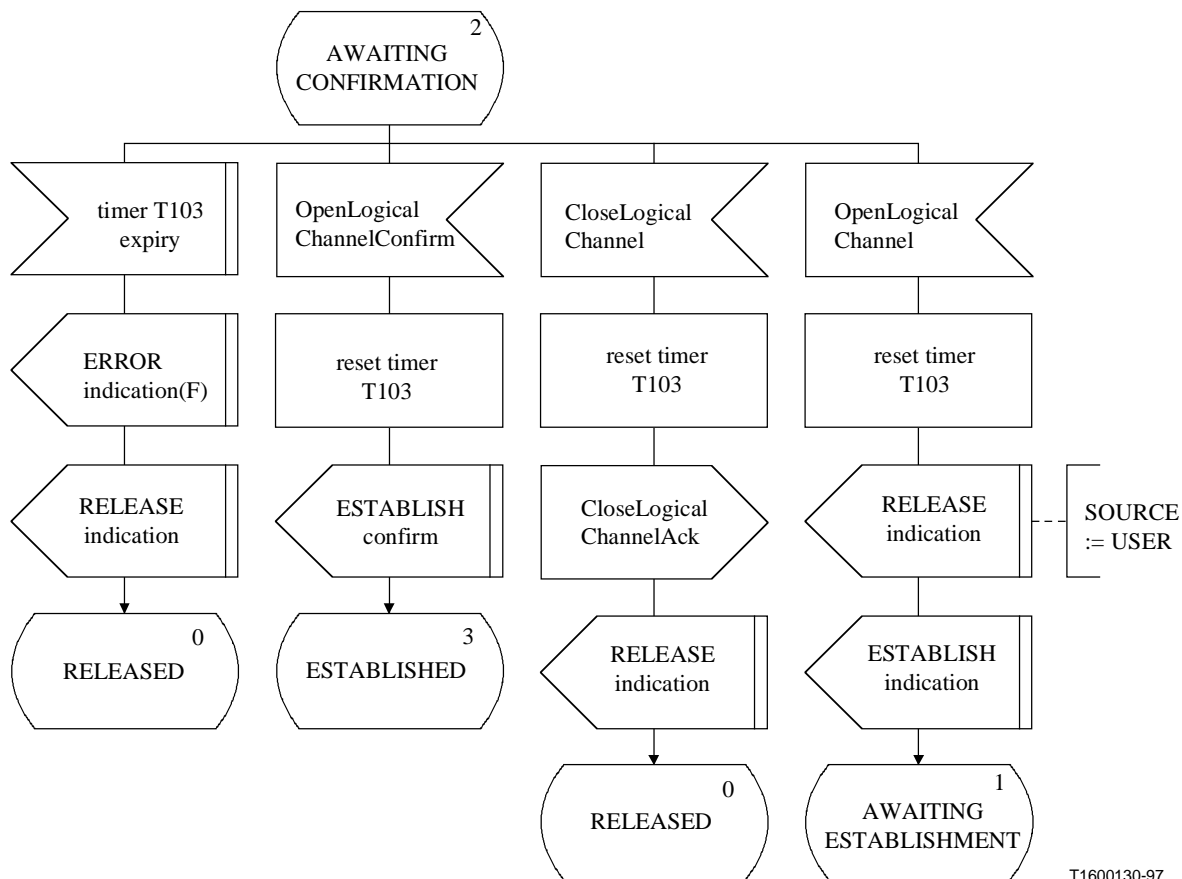 2
AWAITING
CONFIRMATION
timer T103
expiry
OpenLogical
ChannelConfirm
CloseLogical
Channel
OpenLogical
Channel
ERROR
indication(F)
reset timer
T103
reset timer
T103
reset timer
T103
RELEASE
indication
ESTABLISH
confirm
CloseLogical
ChannelAck
RELEASE
indication
SOURCE
:= USER
0
RELEASED
3
ESTABLISHED
RELEASE
indication
ESTABLISH
indication
0
RELEASED
1
AWAITING
ESTABLISHMENT
T1600130-97